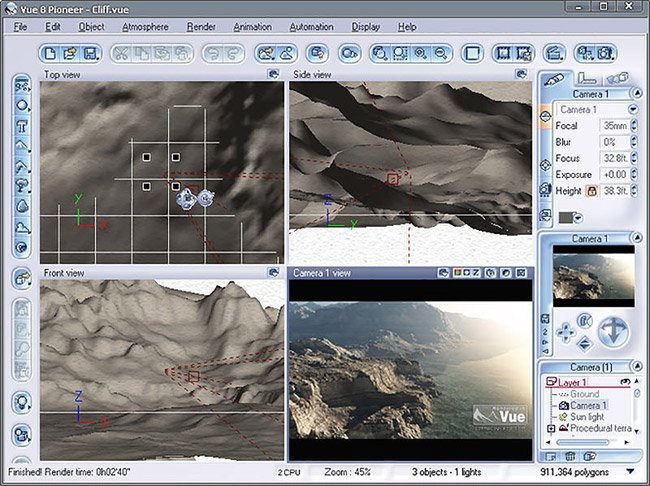 Vue 8 Pioneer - Cliff.vue
File Edit Object Atmosphere Render Animation Automation Display Help
Top view
Side view
Y
X
Z
Y
Front view
Camera 1 view
Z
X
Vue
Camera 1
Camera 1
Focal 35mm
Blur 0%
Focus 32.8ft.
Exposure +0.00
Height 38.3ft.
Camera 1
Camera (1)
Layer 1
Ground
Camera 1
Sun light
Procedural terra
Finished! Render time: 0h02'40" 2 CPU Zoom : 45% 3 objects - 1 lights 911,364 polygons